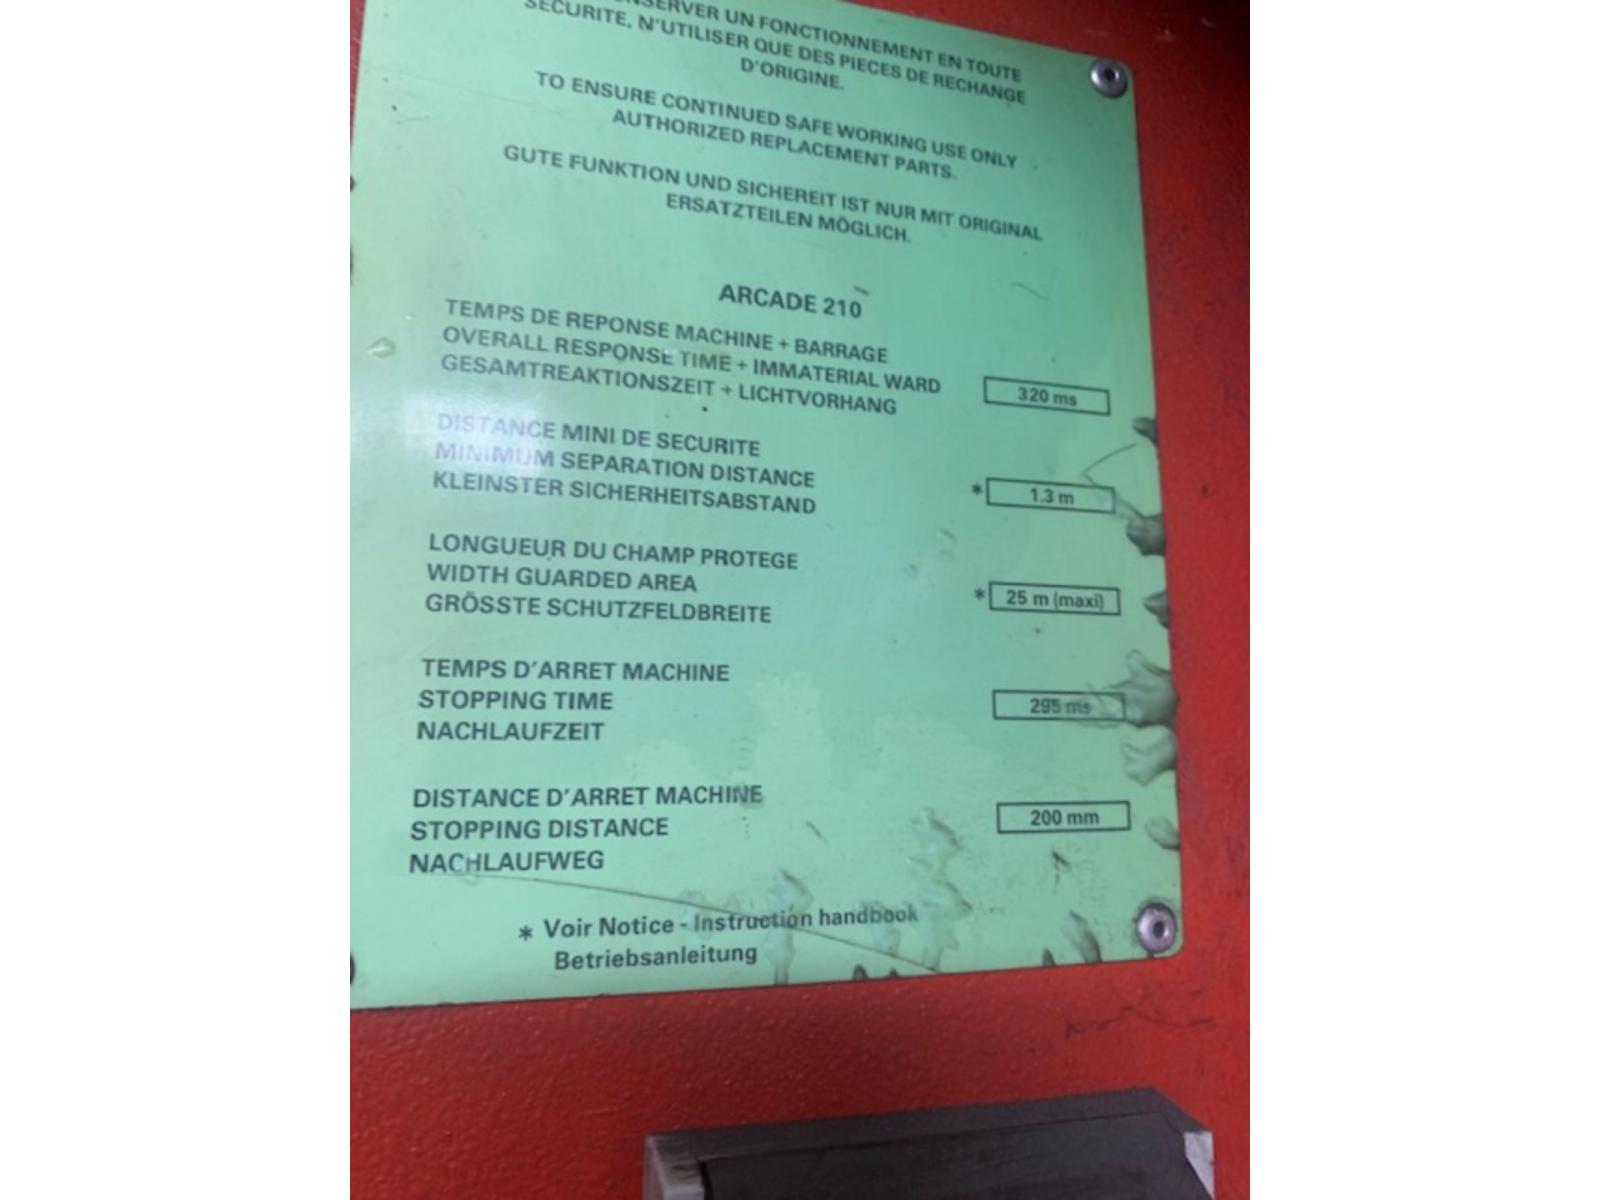 UN FONCTIONNEMENT EN TOUTE
SECURITE, N'UTILISER QUE DES PIECES DE RECHANGE
D'ORIGINE.
TO ENSURE CONTINUED SAFE WORKING USE ONLY
AUTHORIZED REPLACEMENT PARTS.
GUTE FUNKTION UND SICHEREIT IST NUR MIT ORIGINAL
ERSATZTEILEN MÖGLICH.
ARCADE 210
TEMPS DE REPONSE MACHINE + BARRAGE
OVERALL RESPONSE TIME + IMMATERIAL WARD
GESAMTREAKTIONSZEIT + LICHTVORHANG
320 ms
DISTANCE MINI DE SECURITE
MINIMUM SEPARATION DISTANCE
KLEINSTER SICHERHEITSABSTAND
* 1.3 m
LONGUEUR DU CHAMP PROTEGE
WIDTH GUARDED AREA
GRÖSSTE SCHUTZFELDBREITE
* 25 m (maxi)
TEMPS D'ARRET MACHINE
STOPPING TIME
NACHLAUFZEIT
295 ms
DISTANCE D'ARRET MACHINE
STOPPING DISTANCE
NACHLAUFWEG
200 mm
* Voir Notice - Instruction handbook
Betriebsanleitung